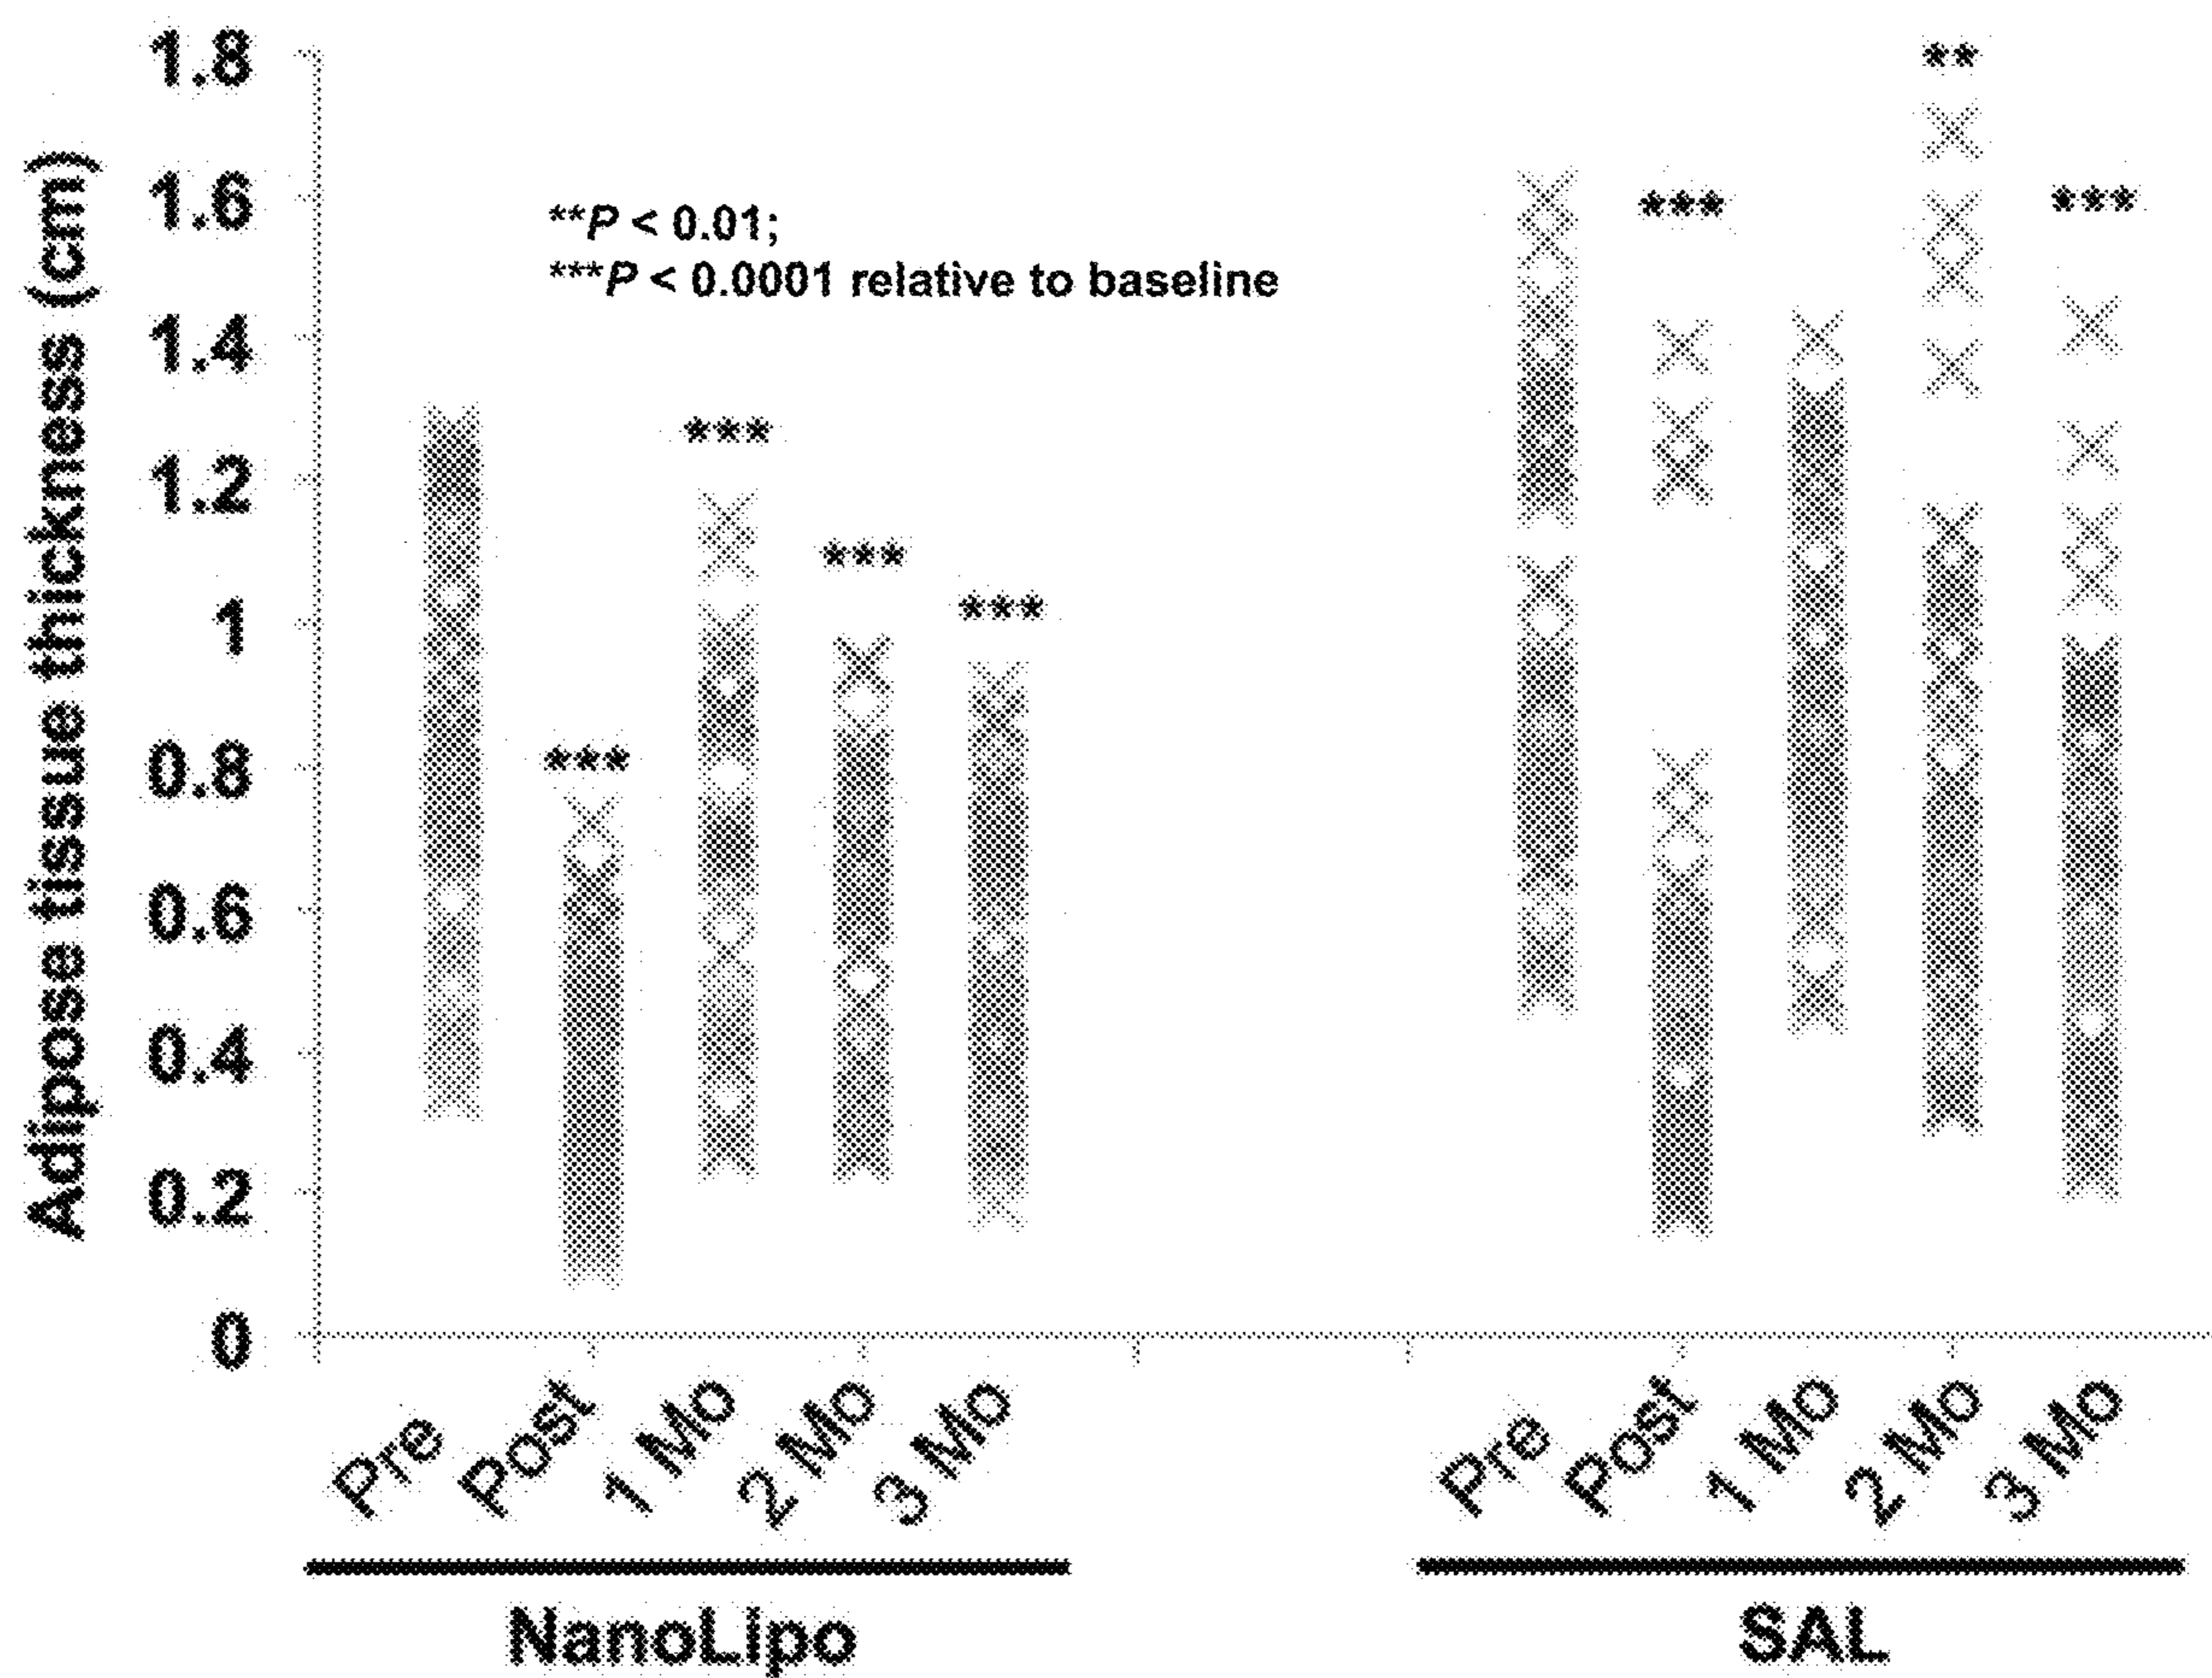 Adipose tissue thickness (cm)
1.8
1.6
1.4
1.2
1
0.8
0.6
0.4
0.2
0
**P < 0.01;
***P < 0.0001 relative to baseline
***
***
***
***
***
**
***
Pre Post 1 Mo 2 Mo 3 Mo
Pre Post 1 Mo 2 Mo 3 Mo
NanoLipo
SAL